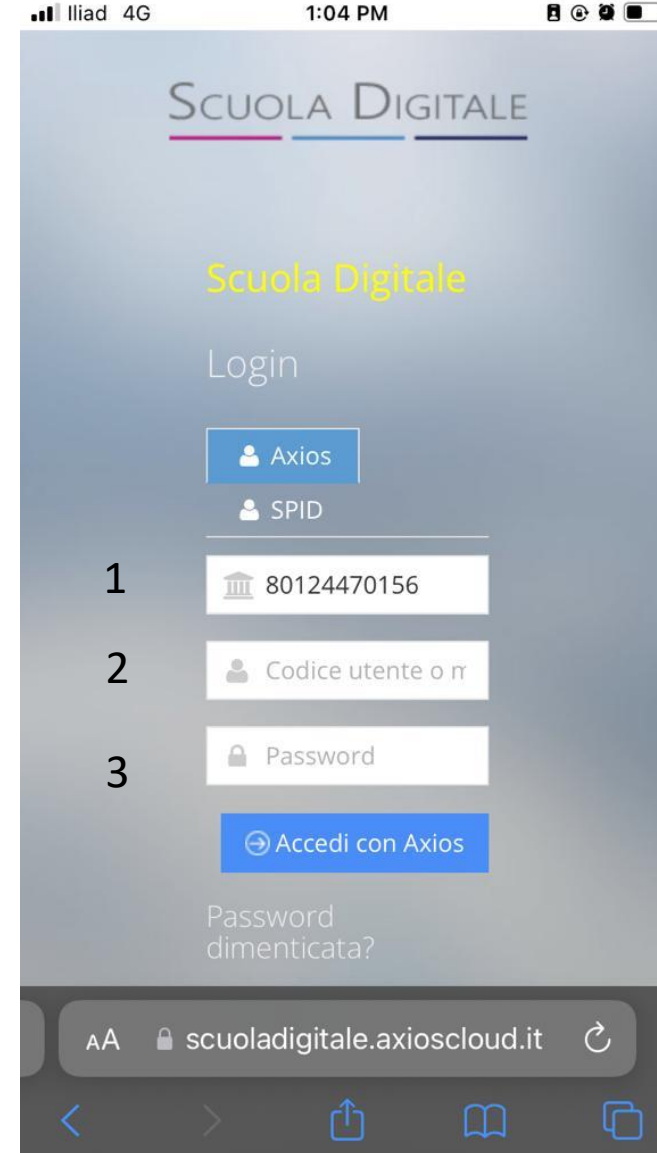 Iliad 4G 1:04 PM
SCUOLA DIGITALE
Scuola Digitale
Login
Axios
SPID
1 80124470156
2 Codice utente o m
3 Password
Accedi con Axios
Password
dimenticata?
AA scuoladigitale.axioscloud.it